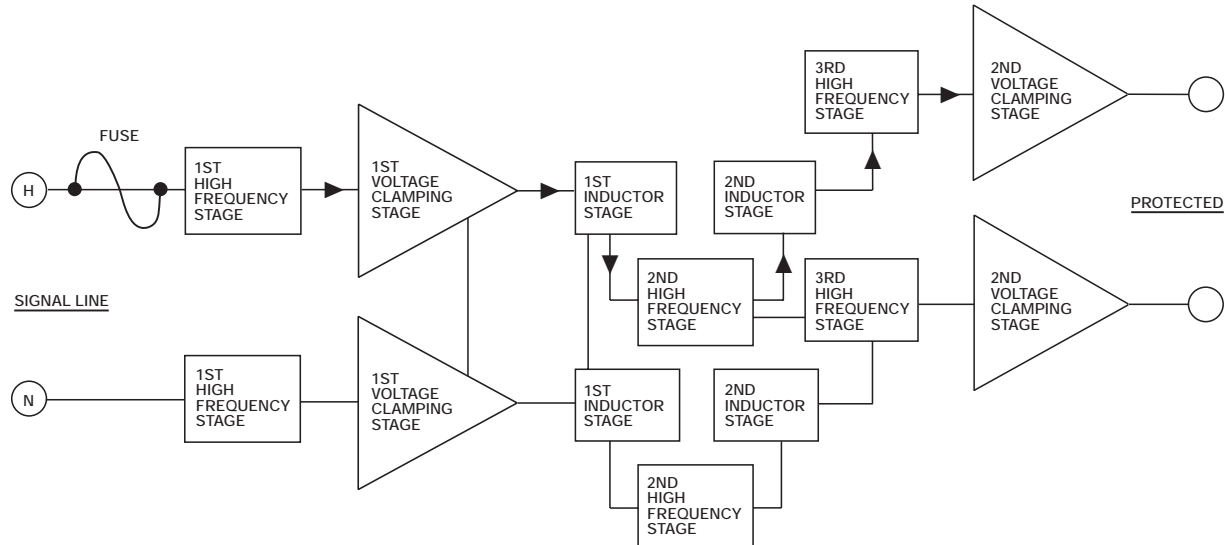 FUSE
H
1ST
HIGH
FREQUENCY
STAGE
1ST
VOLTAGE
CLAMPING
STAGE
1ST
INDUCTOR
STAGE
2ND
HIGH
FREQUENCY
STAGE
2ND
INDUCTOR
STAGE
3RD
HIGH
FREQUENCY
STAGE
2ND
VOLTAGE
CLAMPING
STAGE
PROTECTED
SIGNAL LINE
N
1ST
HIGH
FREQUENCY
STAGE
1ST
VOLTAGE
CLAMPING
STAGE
1ST
INDUCTOR
STAGE
2ND
HIGH
FREQUENCY
STAGE
2ND
INDUCTOR
STAGE
3RD
HIGH
FREQUENCY
STAGE
2ND
VOLTAGE
CLAMPING
STAGE